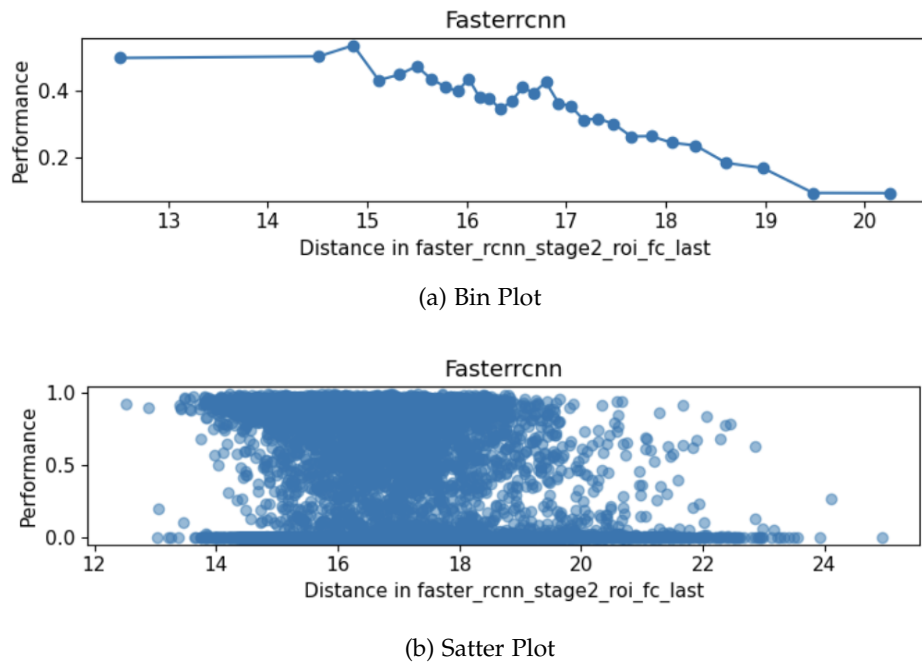 Fasterrcnn
Performance
0.4
0.2
13 14 15 16 17 18 19 20
Distance in faster_rcnn_stage2_roi_fc_last
(a) Bin Plot
Fasterrcnn
Performance
1.0
0.5
0.0
12 14 16 18 20 22 24
Distance in faster_rcnn_stage2_roi_fc_last
(b) Satter Plot